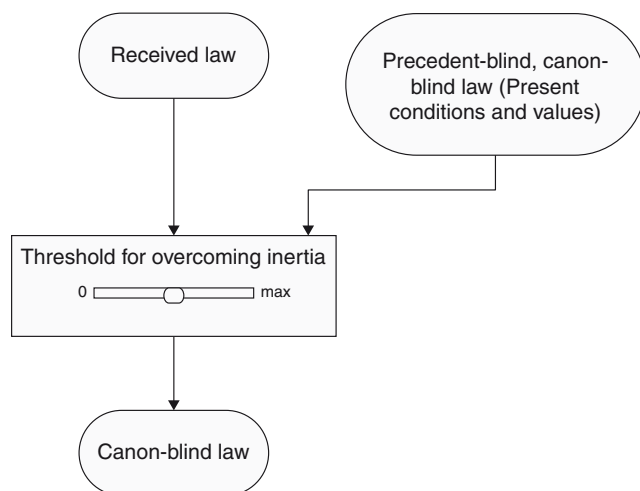 Received law
Precedent-blind, canon-
blind law (Present
conditions and values)
Threshold for overcoming inertia
0 max
Canon-blind law